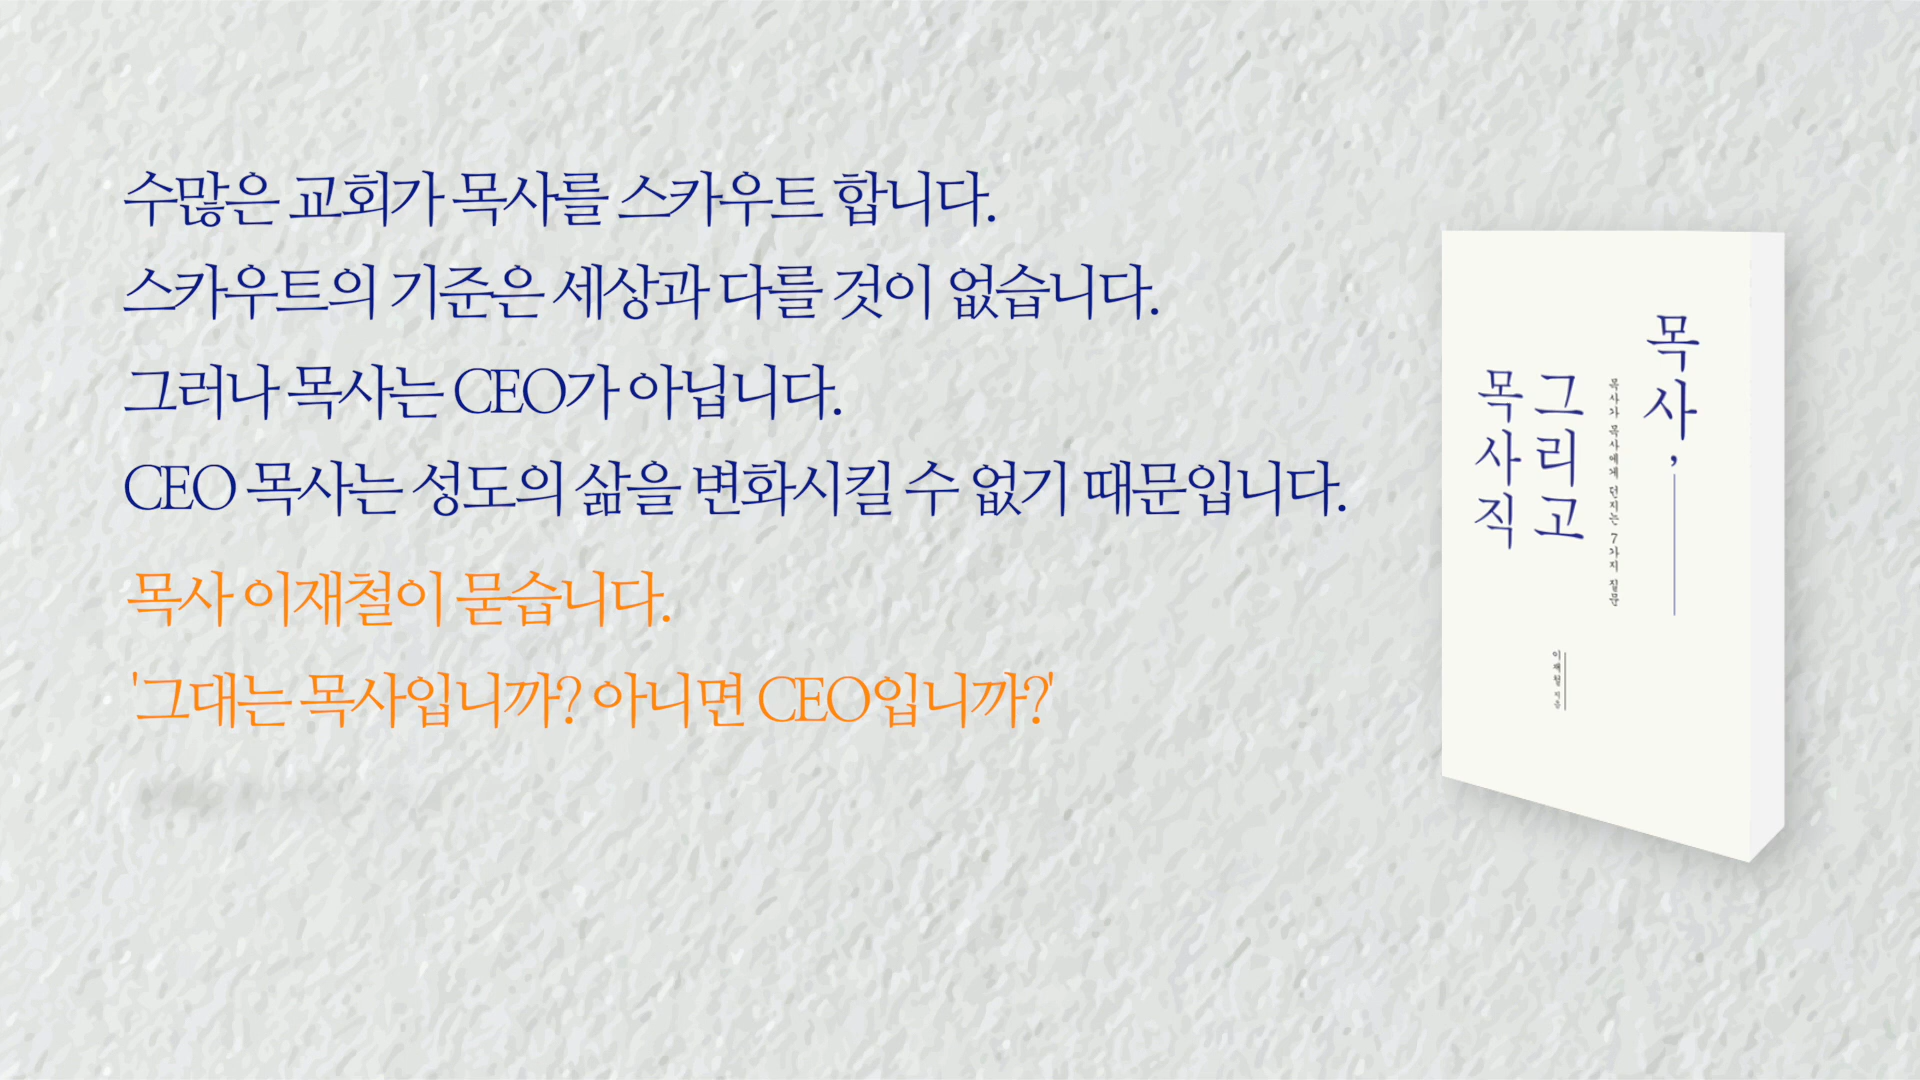 수많은 교회가 목사를 스카우트 합니다.
스카우트의 기준은 세상과 다를 것이 없습니다.
그러나 목사는 CEO가 아닙니다.
CEO 목사는 성도의 삶을 변화시킬 수 없기 때문입니다.
목사 이재철이 묻습니다.
'그대는 목사입니까? 아니면 CEO입니까?'
목사,
목사가 목사에게 던지는 7가지 질문
그리고
목사직
이재철 지음